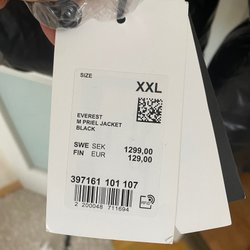 SIZE
XXL
EVEREST
M PRIEL JACKET
BLACK
SWE SEK 1299,00
FIN EUR 129,00
397161 101 107
2 200048 711694